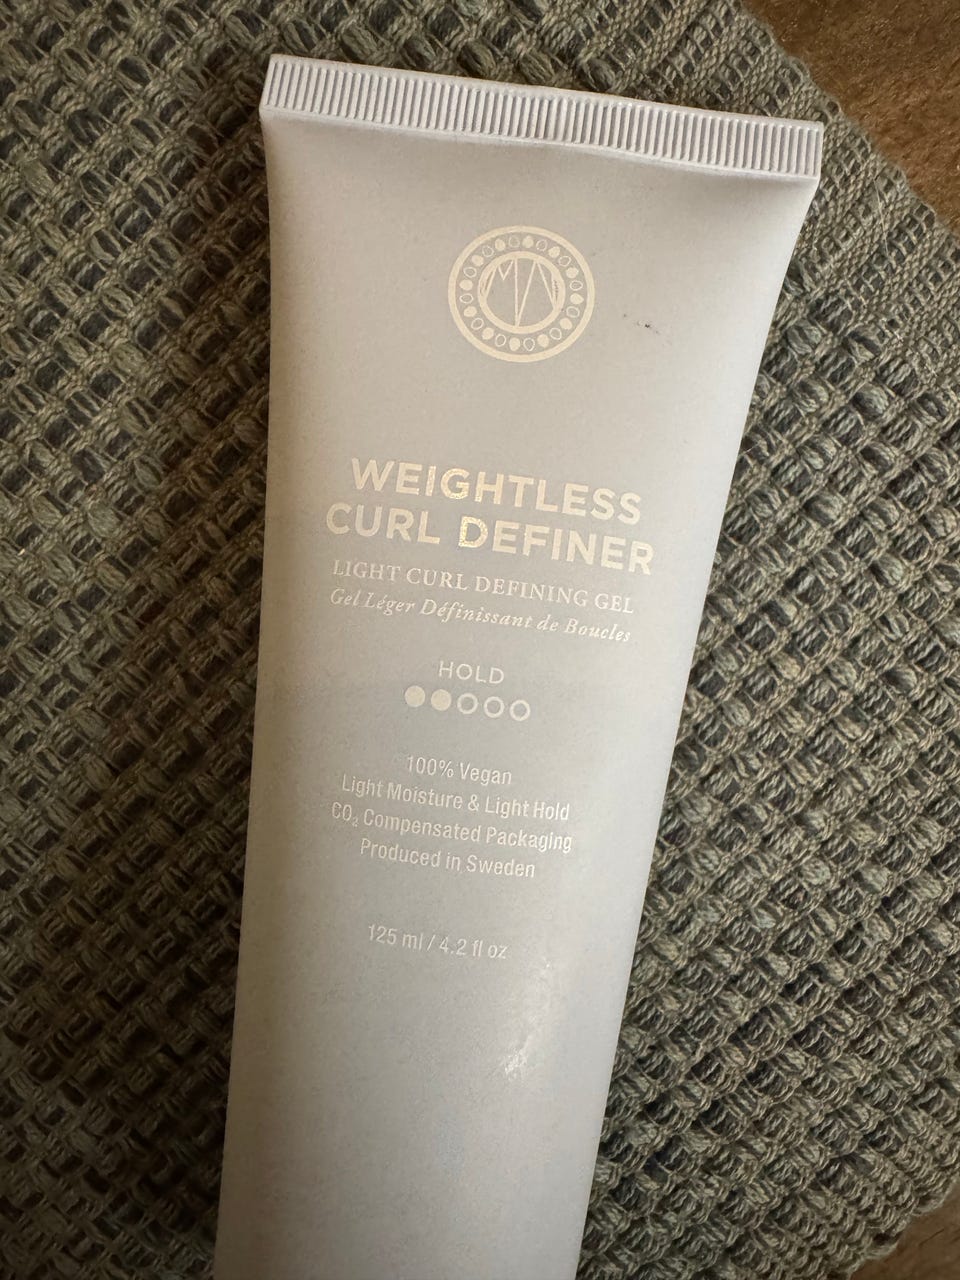 WEIGHTLESS
CURL DEFINER
LIGHT CURL DEFINING GEL
Gel Léger Définissant de Boucles
HOLD
100% Vegan
Light Moisture & Light Hold
CO₂ Compensated Packaging
Produced in Sweden
125 ml / 4.2 fl oz